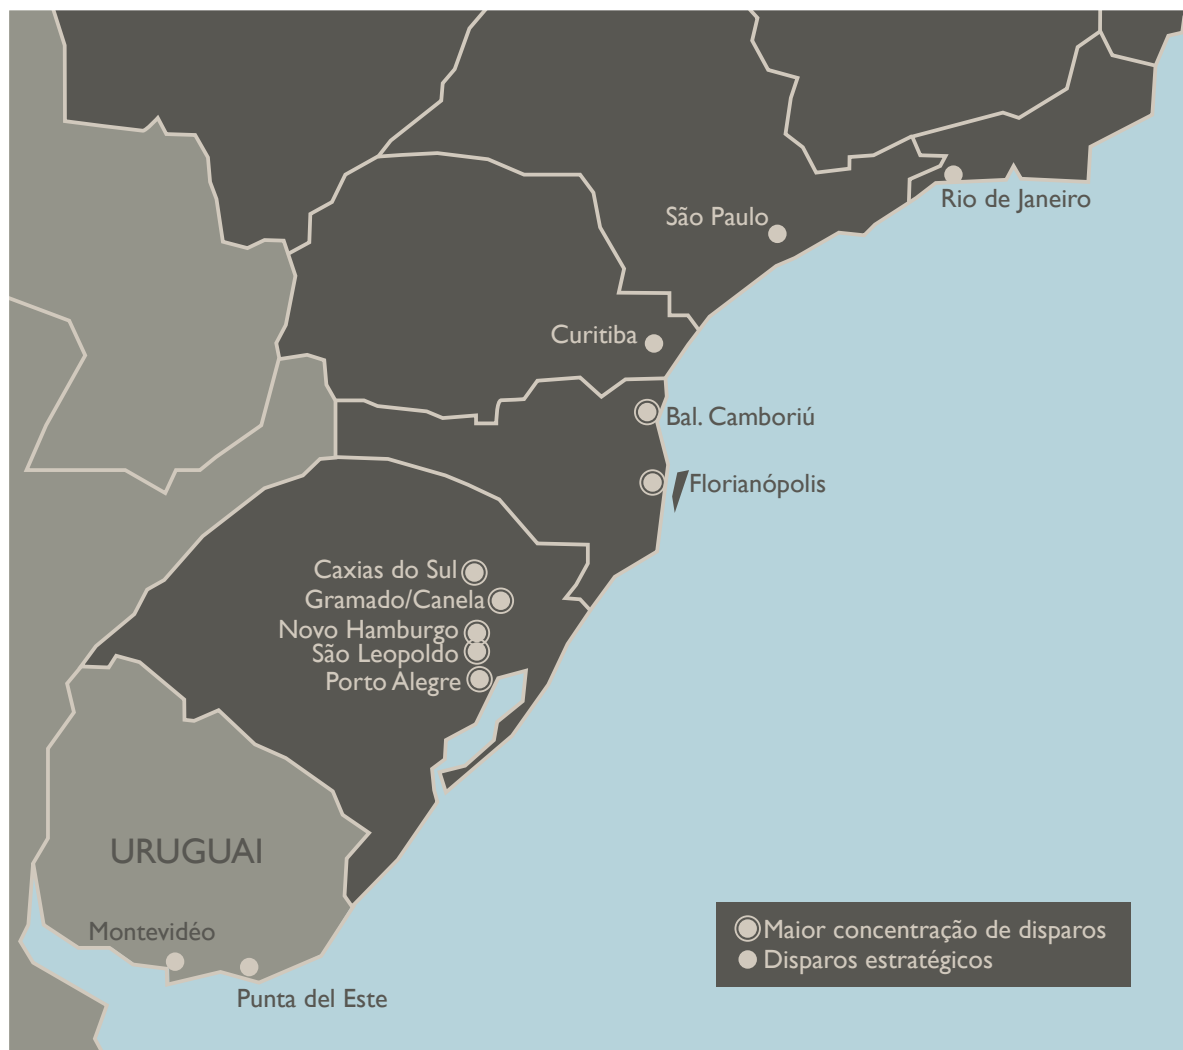 Rio de Janeiro
São Paulo
Curitiba
Bal. Camboriú
Florianópolis
Caxias do Sul
Gramado/Canela
Novo Hamburgo
São Leopoldo
Porto Alegre
URUGUAI
Montevidéo
Punta del Este
Maior concentração de disparos
Disparos estratégicos